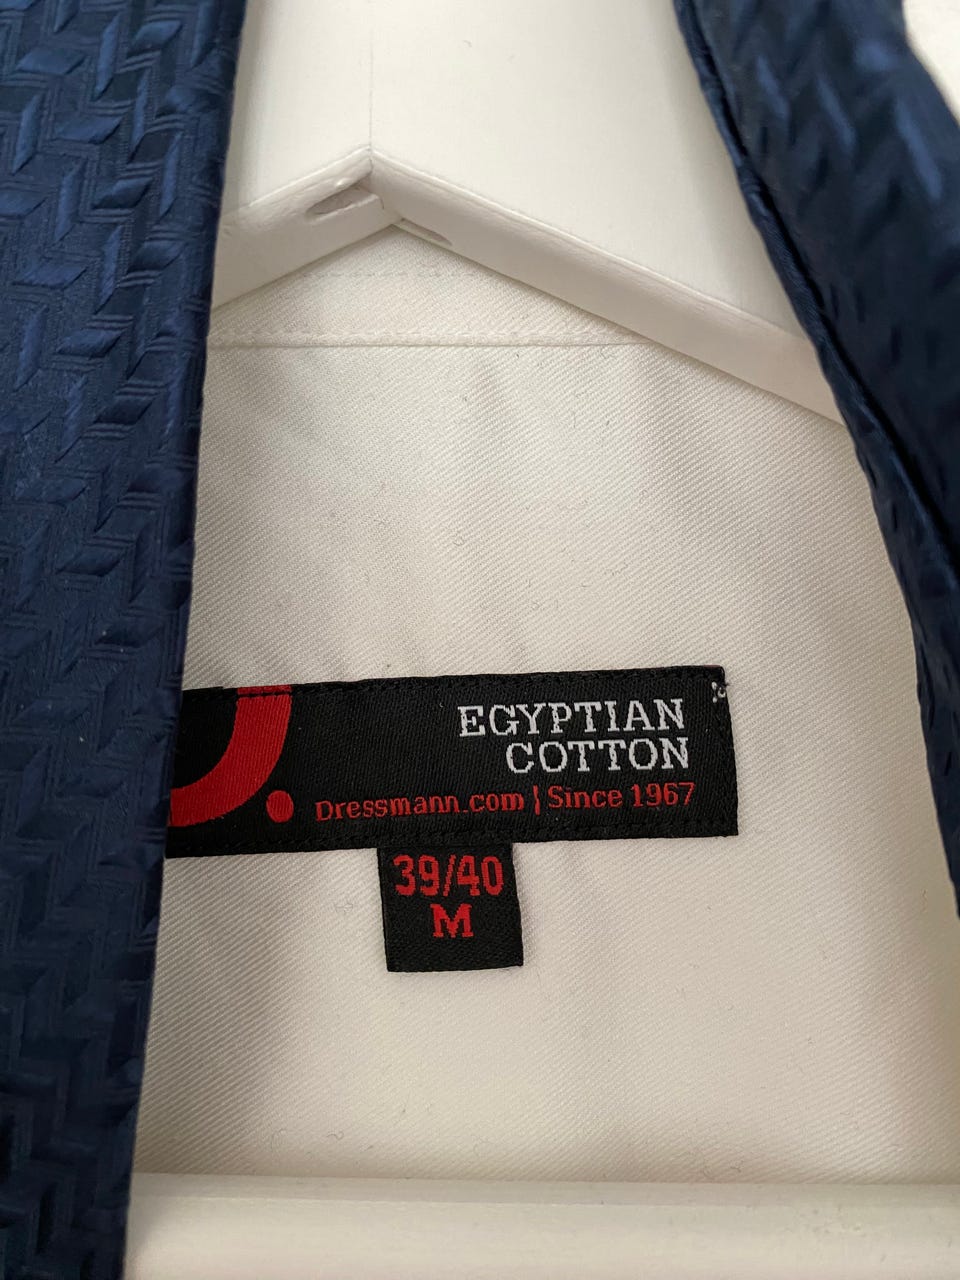 D.
EGYPTIAN
COTTON
Dressmann.com | Since 1967
39/40
M